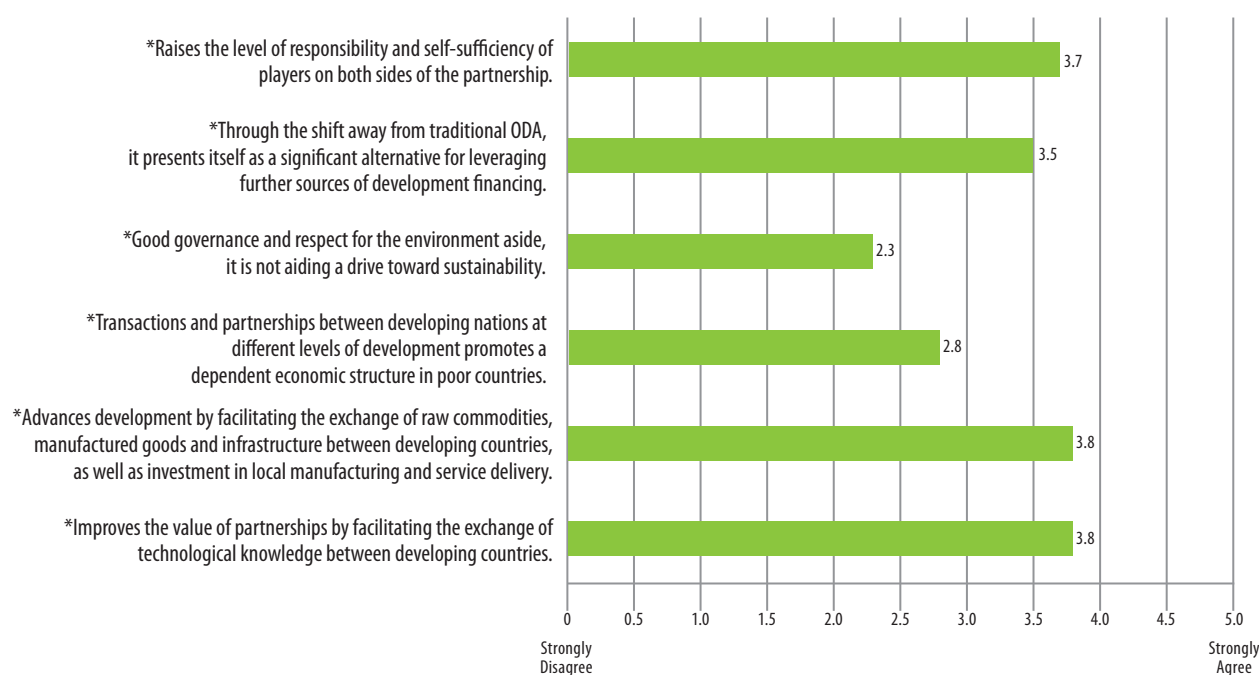 *Raises the level of responsibility and self-sufficiency of
players on both sides of the partnership.
3.7
*Through the shift away from traditional ODA,
it presents itself as a significant alternative for leveraging
further sources of development financing.
3.5
*Good governance and respect for the environment aside,
it is not aiding a drive toward sustainability.
2.3
*Transactions and partnerships between developing nations at
different levels of development promotes a
dependent economic structure in poor countries.
2.8
*Advances development by facilitating the exchange of raw commodities,
manufactured goods and infrastructure between developing countries,
as well as investment in local manufacturing and service delivery.
3.8
*Improves the value of partnerships by facilitating the exchange of
technological knowledge between developing countries.
3.8
0 0.5 1.0 1.5 2.0 2.5 3.0 3.5 4.0 4.5 5.0
Strongly Strongly
Disagree Agree